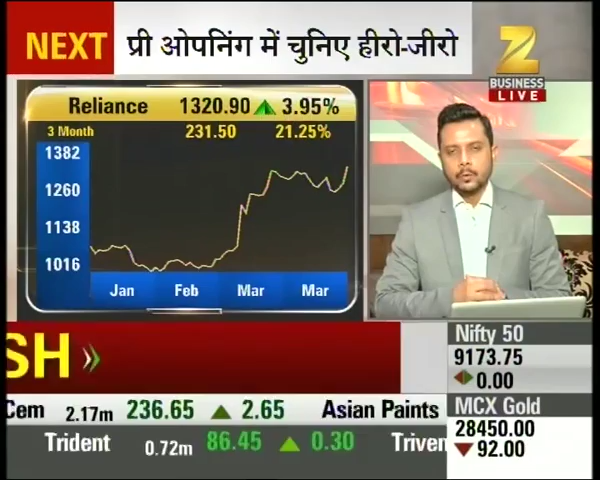 NEXT प्री ओपनिंग में चुनिए हीरो-जीरो
Z
BUSINESS
LIVE
Reliance 1320.90 3.95%
3 Month 231.50 21.25%
1382
1260
1138
1016
Jan Feb Mar Mar
SH
Nifty 50
9173.75
0.00
Cem 2.17m 236.65 2.65 Asian Paints
MCX Gold
28450.00
92.00
Trident 0.72m 86.45 0.30 Triven